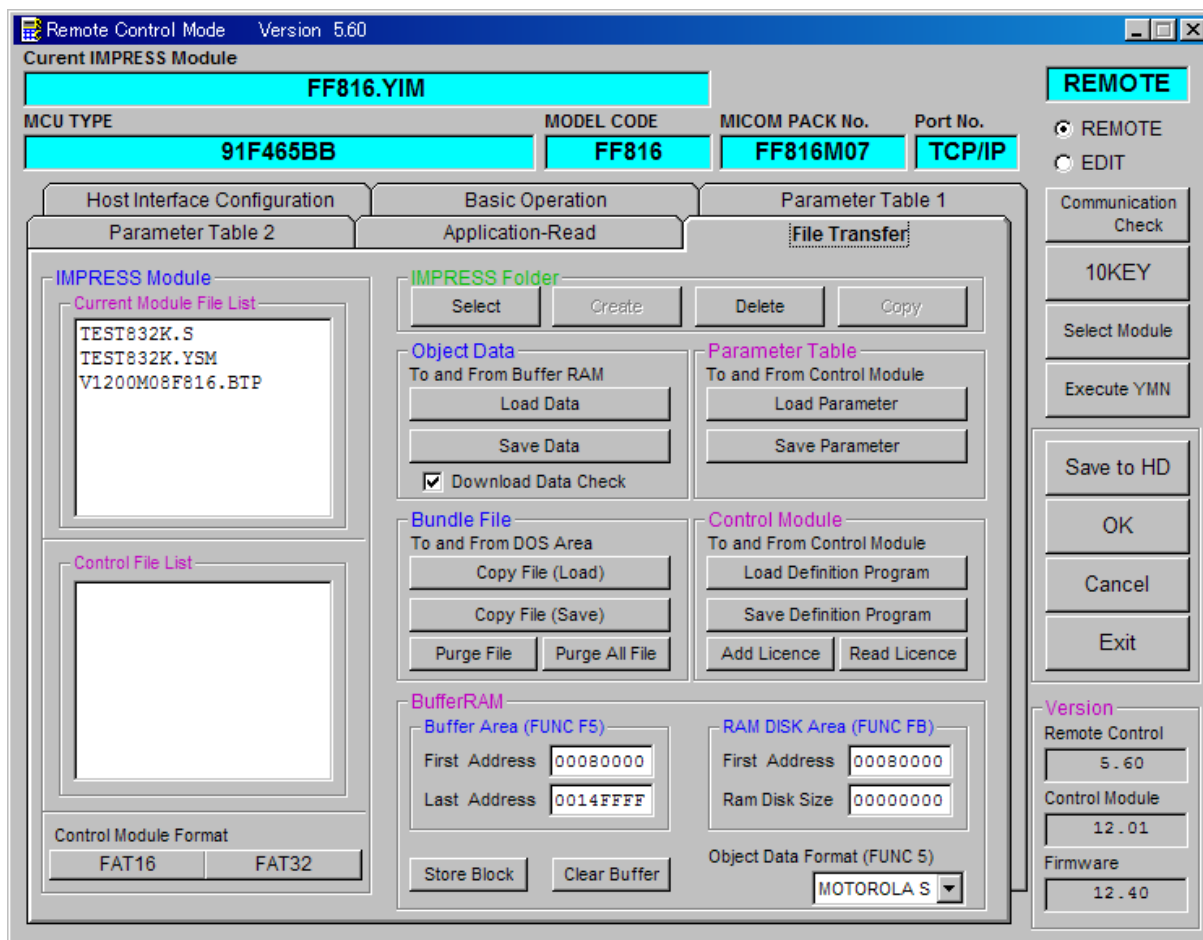 Remote Control Mode Version 5.60
Curent IMPRESS Module
FF816.YIM
REMOTE
MCU TYPE MODEL CODE MICOM PACK No. Port No.
91F465BB FF816 FF816M07 TCP/IP
REMOTE
EDIT
Host Interface Configuration Basic Operation Parameter Table 1
Parameter Table 2 Application-Read File Transfer
IMPRESS Module
Current Module File List
TEST832K.S
TEST832K.YSM
V1200M08F816.BTP
Control File List
Control Module Format
FAT16 FAT32
IMPRESS Folder
Select Create Delete Copy
Object Data
To and From Buffer RAM
Load Data
Save Data
Download Data Check
Parameter Table
To and From Control Module
Load Parameter
Save Parameter
Bundle File
To and From DOS Area
Copy File (Load)
Copy File (Save)
Purge File Purge All File
Control Module
To and From Control Module
Load Definition Program
Save Definition Program
Add Licence Read Licence
BufferRAM
Buffer Area (FUNC F5)
First Address 00080000
Last Address 0014FFFF
RAM DISK Area (FUNC FB)
First Address 00080000
Ram Disk Size 00000000
Store Block Clear Buffer
Object Data Format (FUNC 5)
MOTOROLA S
Communication
Check
10KEY
Select Module
Execute YMN
Save to HD
OK
Cancel
Exit
Version
Remote Control
5.60
Control Module
12.01
Firmware
12.40